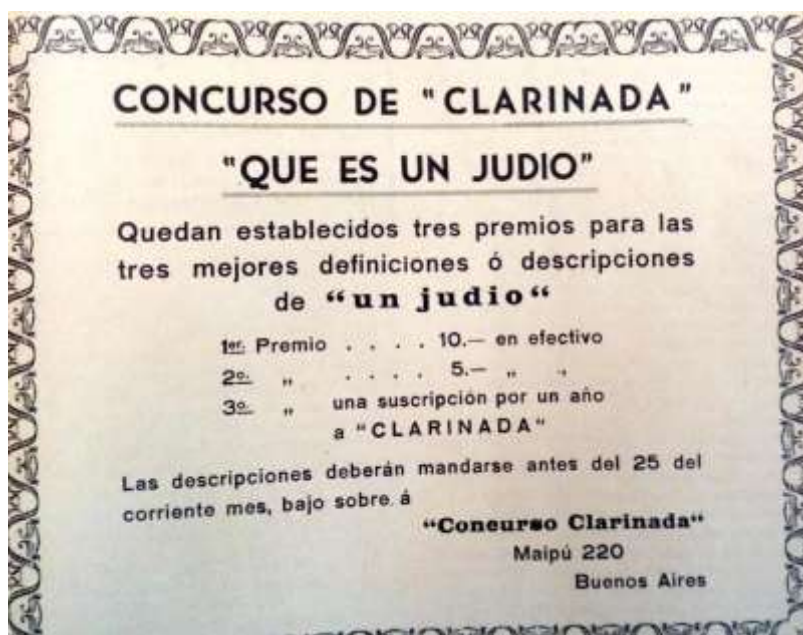 CONCURSO DE "CLARINADA"
"QUE ES UN JUDIO"
Quedan establecidos tres premios para las
tres mejores definiciones ó descripciones
de “un judio“
1er. Premio . . . . 10.— en efectivo
2º. „ . . . . 5.— „ „
3º. „ una suscripción por un año
a "CLARINADA"
Las descripciones deberán mandarse antes del 25 del
corriente mes, bajo sobre á
“Concurso Clarinada“
Maipú 220
Buenos Aires